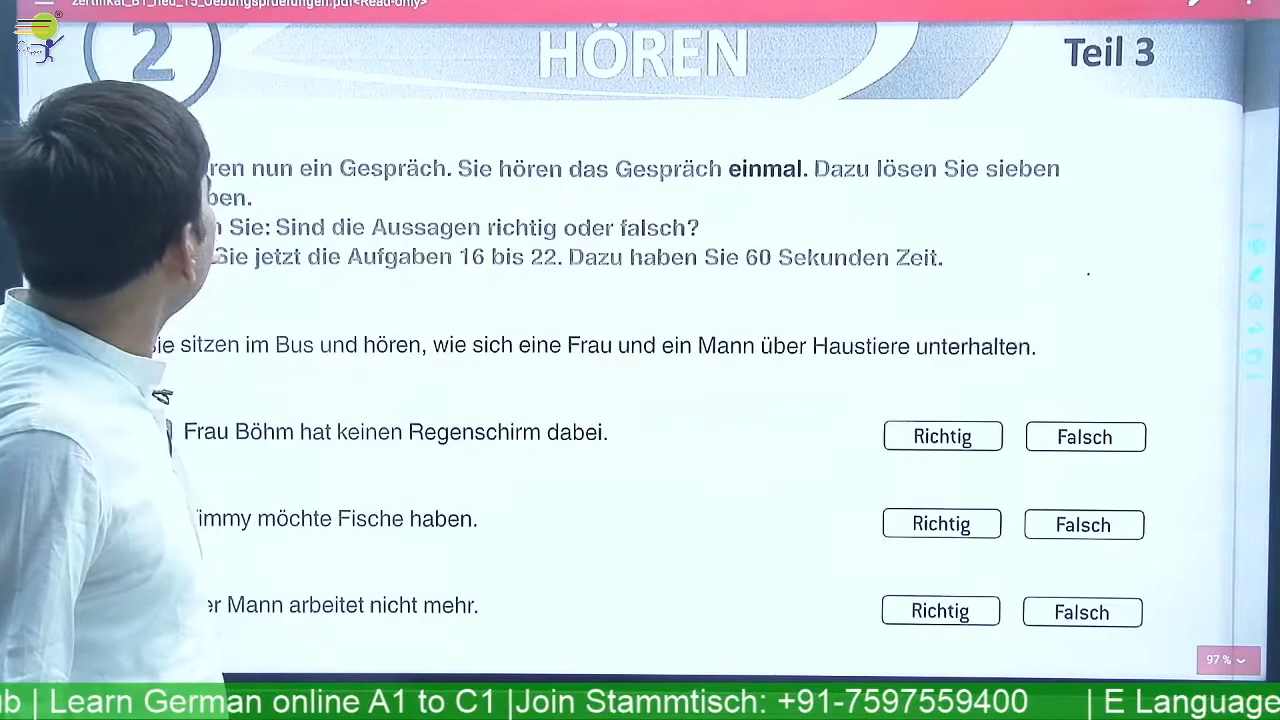 zertifikat_B1_neu_15_Uebungspruefungen.pdf<Read-only>
2 HÖREN Teil 3
ren nun ein Gespräch. Sie hören das Gespräch einmal. Dazu lösen Sie sieben
ben.
n Sie: Sind die Aussagen richtig oder falsch?
Sie jetzt die Aufgaben 16 bis 22. Dazu haben Sie 60 Sekunden Zeit.
ie sitzen im Bus und hören, wie sich eine Frau und ein Mann über Haustiere unterhalten.
Frau Böhm hat keinen Regenschirm dabei. Richtig Falsch
immy möchte Fische haben. Richtig Falsch
er Mann arbeitet nicht mehr. Richtig Falsch
97 %
ub | Learn German online A1 to C1 |Join Stammtisch: +91-7597559400 | E Language